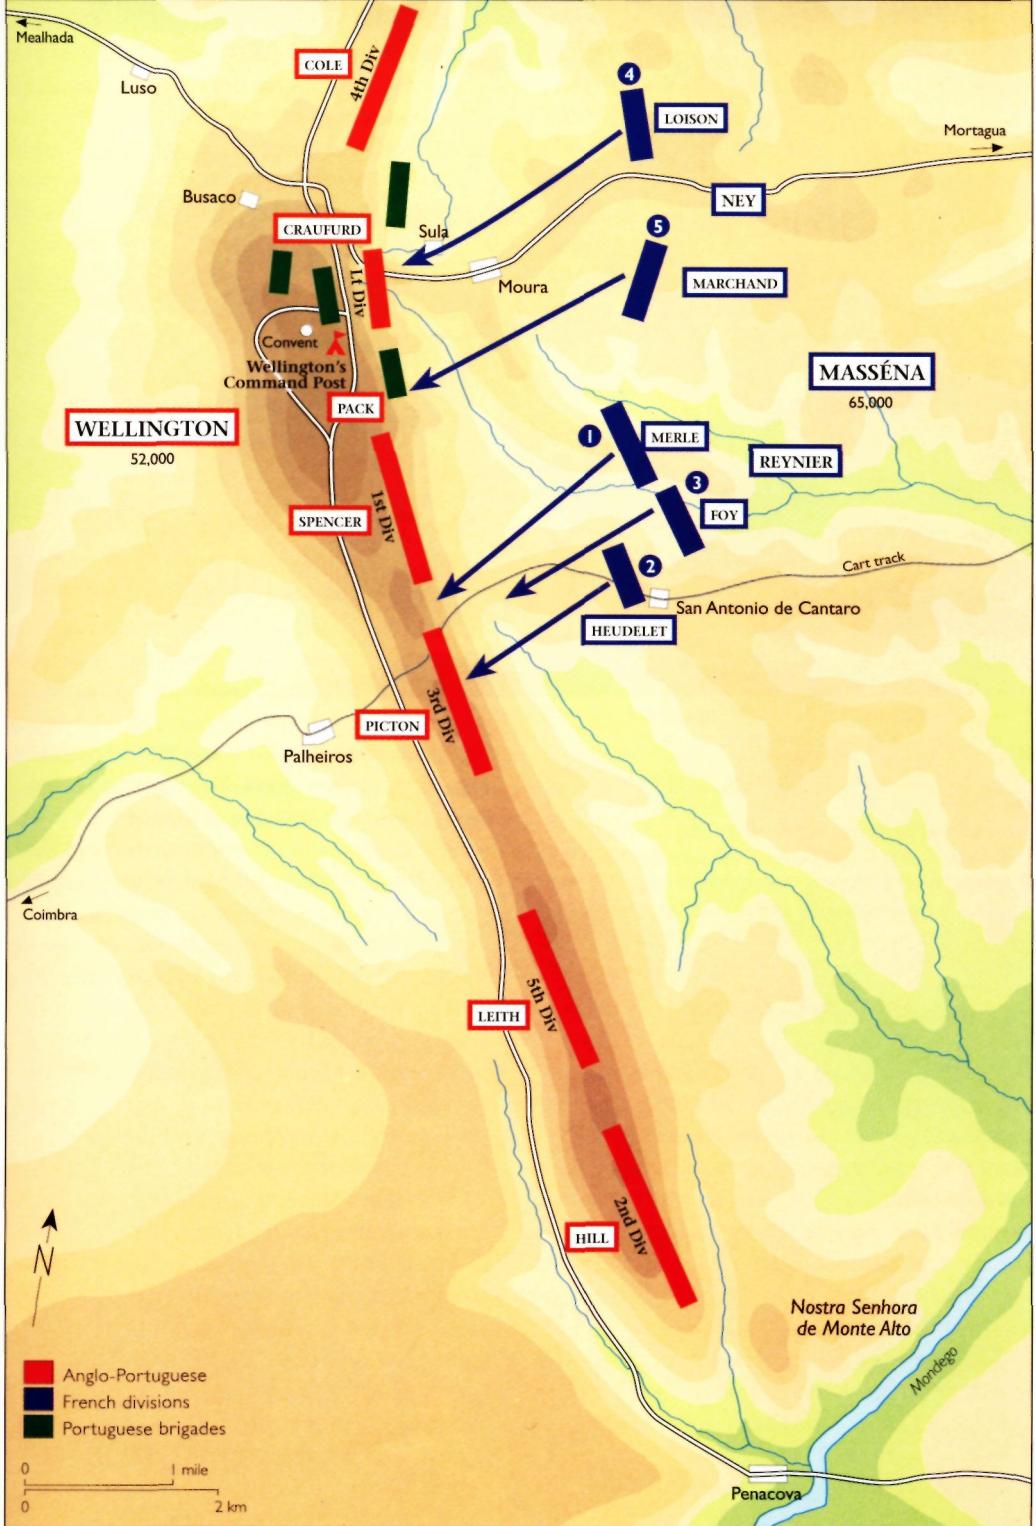 Mealhada
Luso
COLE
4th Div
4
LOISON
Mortagua
Busaco
NEY
CRAUFURD
Sula
5
Lt Div
Moura
MARCHAND
Convent
Wellington's
Command Post
MASSÉNA
65,000
PACK
WELLINGTON
52,000
1
MERLE
REYNIER
3
1st Div
SPENCER
FOY
2
Cart track
San Antonio de Cantaro
HEUDELET
3rd Div
PICTON
Palheiros
Coimbra
5th Div
LEITH
2nd Div
HILL
N
Nostra Senhora
de Monte Alto
Mondego
Anglo-Portuguese
French divisions
Portuguese brigades
0 1 mile
0 2 km
Penacova